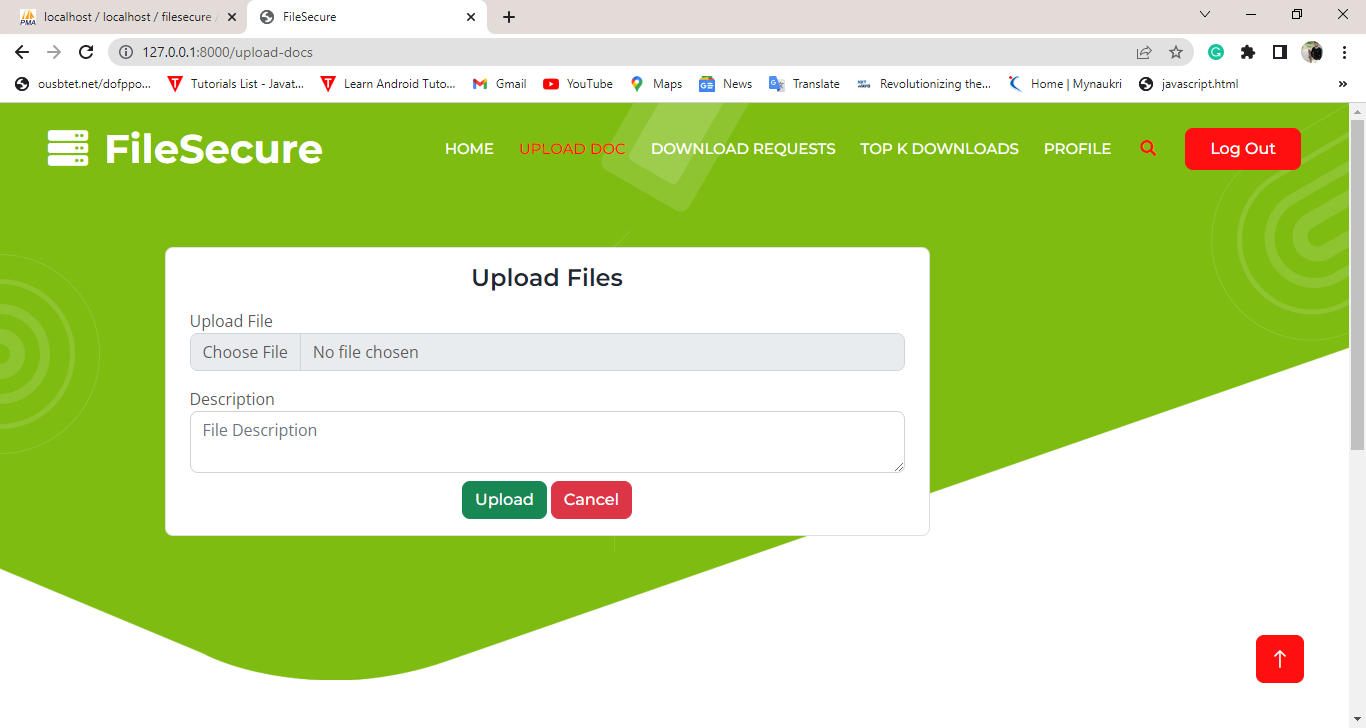 PMA localhost / localhost / filesecure / FileSecure
127.0.0.1:8000/upload-docs
ousbtet.net/dofppo... Tutorials List - Javat... Learn Android Tuto... Gmail YouTube Maps News Translate Revolutionizing the... Home | Mynaukri javascript.html »
FileSecure HOME UPLOAD DOC DOWNLOAD REQUESTS TOP K DOWNLOADS PROFILE Log Out
Upload Files
Upload File
Choose File No file chosen
Description
File Description
Upload Cancel